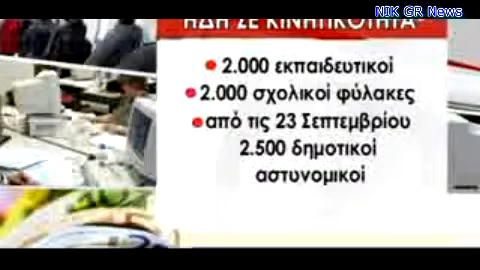 NIK GR News
ΗΔΗ ΣΕ ΚΙΝΗΤΙΚΟΤΗΤΑ
• 2.000 εκπαιδευτικοί
• 2.000 σχολικοί φύλακες
• από τις 23 Σεπτεμβρίου
2.500 δημοτικοί
αστυνομικοί